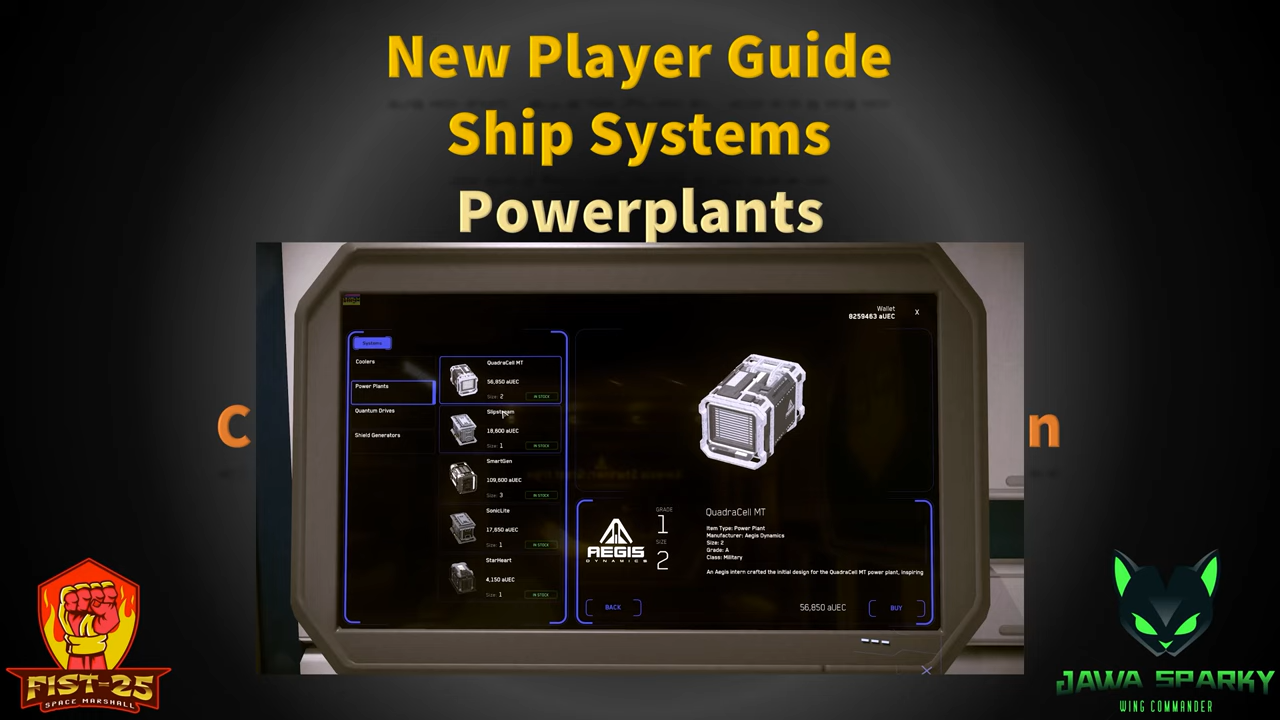 New Player Guide
Ship Systems
Powerplants
C
n
Wallet
8259463 aUEC
X
Systems
Coolers
Power Plants
Quantum Drives
Shield Generators
QuadraCell MT
56,850 aUEC
Size: 2
IN STOCK
Slipstream
18,600 aUEC
Size: 1
IN STOCK
SmartGen
109,600 aUEC
Size: 3
IN STOCK
SonicLite
17,550 aUEC
Size: 1
IN STOCK
StarHeart
4,150 aUEC
Size: 1
IN STOCK
AEGIS
DYNAMICS
GRADE
1
SIZE
2
QuadraCell MT
Item Type: Power Plant
Manufacturer: Aegis Dynamics
Size: 2
Grade: A
Class: Military
An Aegis intern crafted the initial design for the QuadraCell MT power plant, inspiring
BACK
56,850 aUEC
BUY
FIST-25
SPACE MARSHALL
JAWA SPARKY
WING COMMANDER